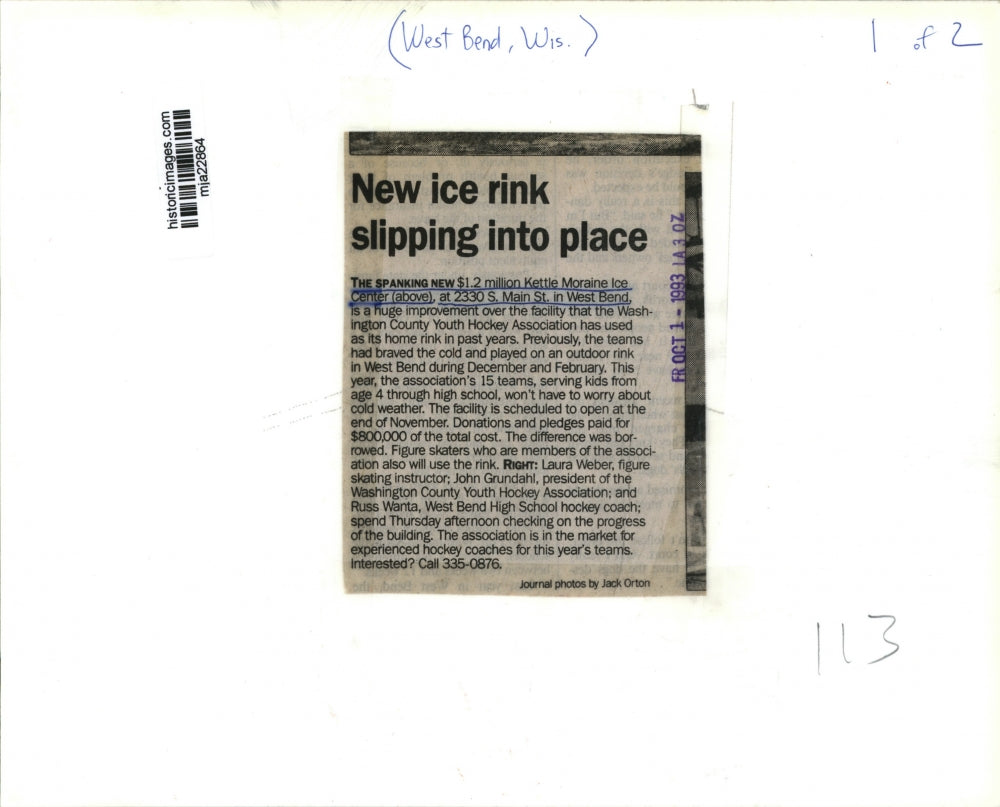 (West Bend, Wis.)
1 of 2
historicimages.com
mja22864
New ice rink
slipping into place
THE SPANKING NEW $1.2 million Kettle Moraine Ice
Center (above), at 2330 S. Main St. in West Bend,
is a huge improvement over the facility that the Wash-
ington County Youth Hockey Association has used
as its home rink in past years. Previously, the teams
had braved the cold and played on an outdoor rink
in West Bend during December and February. This
year, the association's 15 teams, serving kids from
age 4 through high school, won't have to worry about
cold weather. The facility is scheduled to open at the
end of November. Donations and pledges paid for
$800,000 of the total cost. The difference was bor-
rowed. Figure skaters who are members of the associ-
ation also will use the rink. RIGHT: Laura Weber, figure
skating instructor; John Grundahl, president of the
Washington County Youth Hockey Association; and
Russ Wanta, West Bend High School hockey coach;
spend Thursday afternoon checking on the progress
of the building. The association is in the market for
experienced hockey coaches for this year's teams.
Interested? Call 335-0876.
Journal photos by Jack Orton
FR OCT 1 - 1993 1A 3 OZ
113